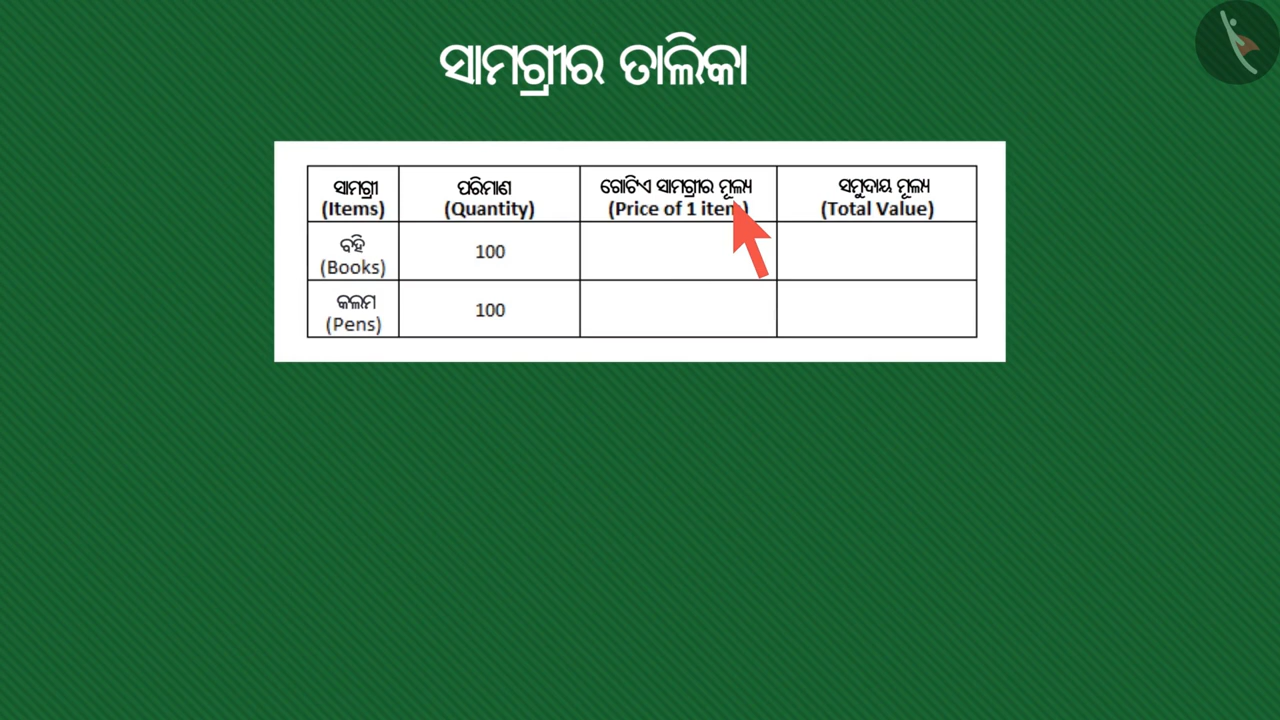 ସାମଗ୍ରୀର ତାଲିକା
ସାମଗ୍ରୀ (Items) ପରିମାଣ (Quantity) ଗୋଟିଏ ସାମଗ୍ରୀର ମୂଲ୍ୟ (Price of 1 item) ସମୁଦାୟ ମୂଲ୍ୟ (Total Value)
ବହି (Books) 100
କଲମ (Pens) 100